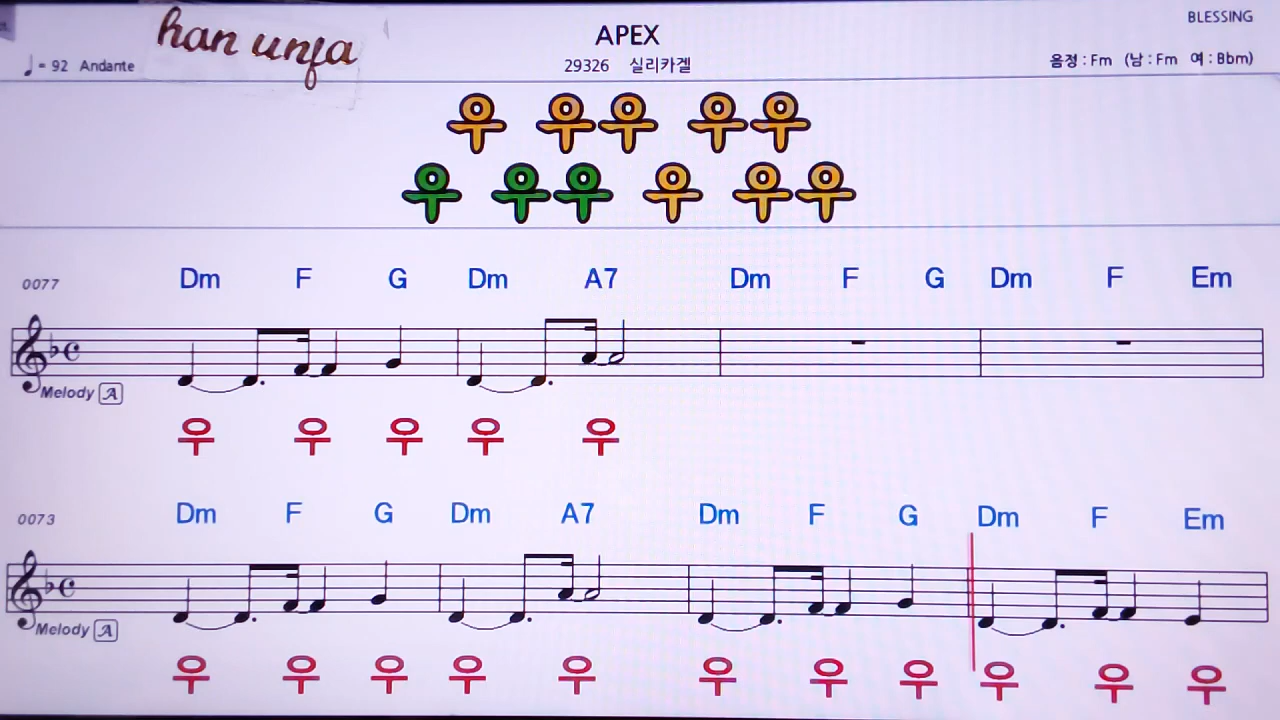 BLESSING
han unfa
APEX
♩= 92 Andante
29326 실리카겔
음정 : Fm (남 : Fm 여 : Bbm)
우 우우 우우
우 우우 우 우우
0077
Dm F G Dm A7 Dm F G Dm F Em
Melody A
우 우 우 우 우
0073
Dm F G Dm A7 Dm F G Dm F Em
Melody A
우 우 우 우 우 우 우 우 우 우 우